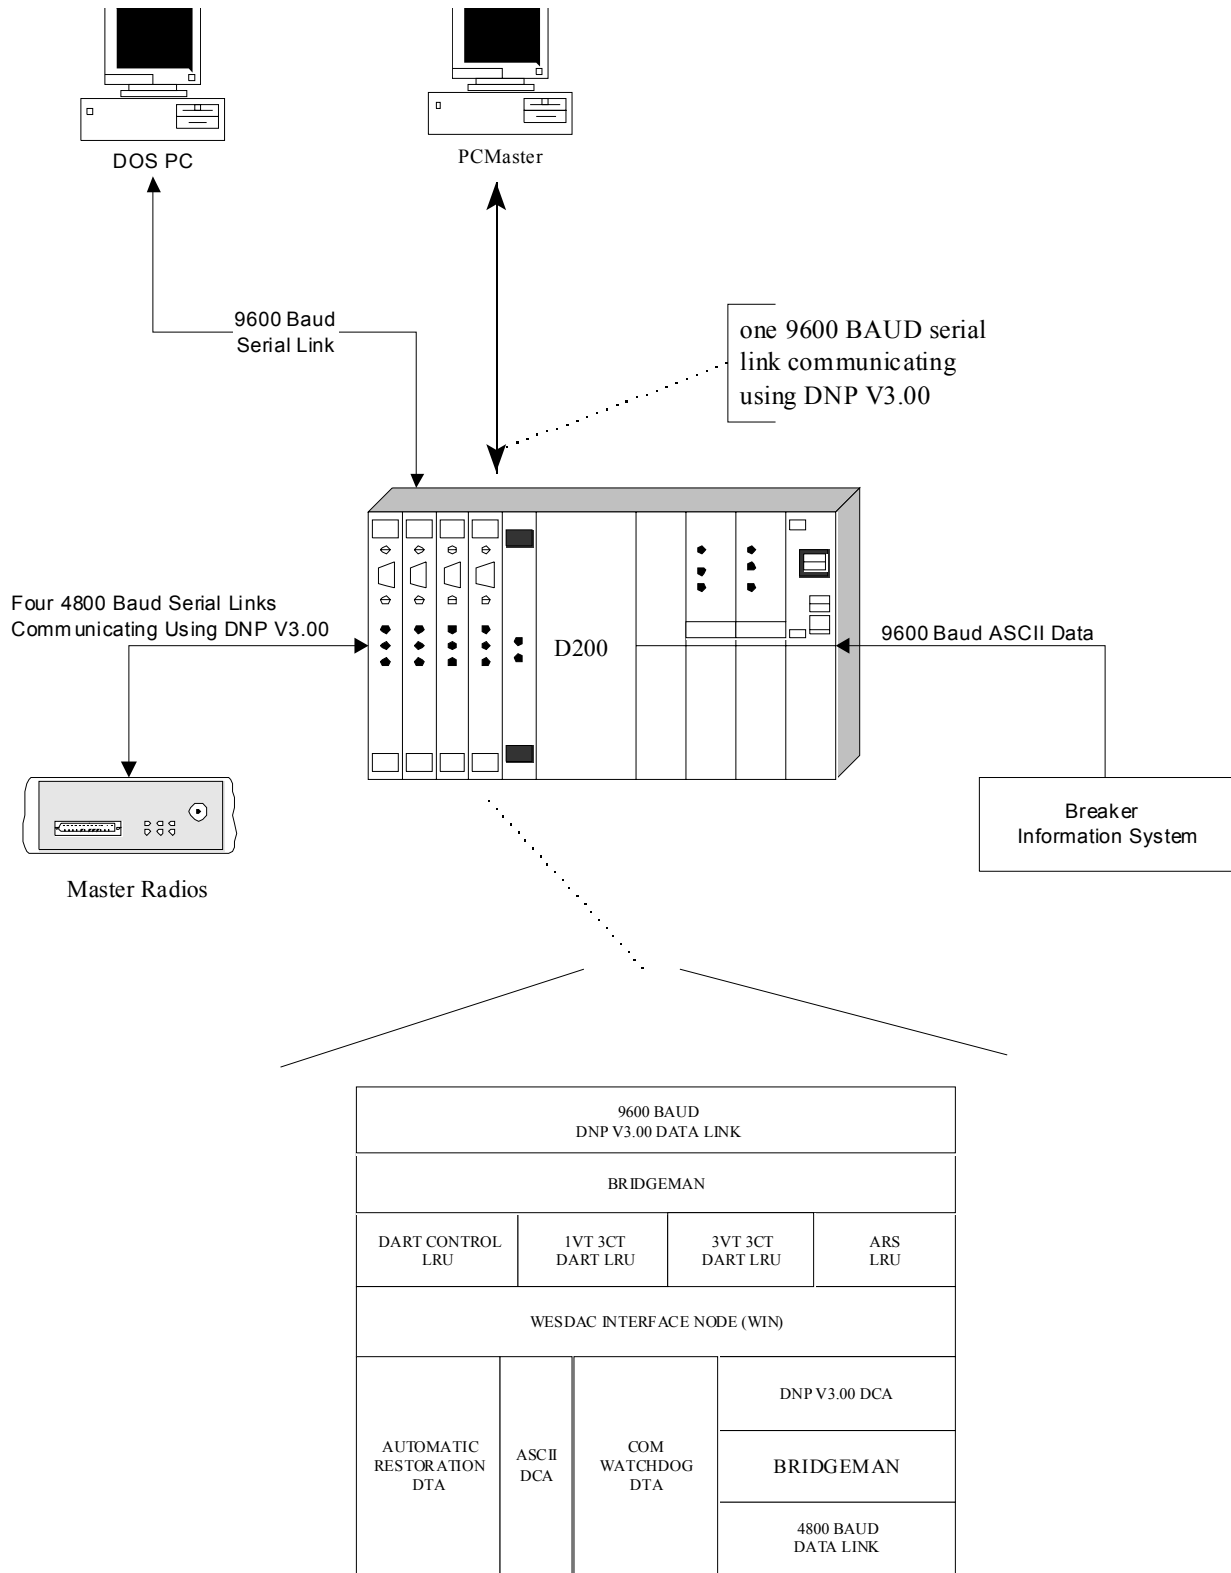 DOS PC
PCMaster
9600 Baud
Serial Link
one 9600 BAUD serial
link communicating
using DNP V3.00
Four 4800 Baud Serial Links
Communicating Using DNP V3.00
D200
9600 Baud ASCII Data
Master Radios
Breaker
Information System
9600 BAUD
DNP V3.00 DATA LINK
BRIDGEMAN
DART CONTROL
LRU
1VT 3CT
DART LRU
3VT 3CT
DART LRU
ARS
LRU
WESDAC INTERFACE NODE (WIN)
AUTOMATIC
RESTORATION
DTA
ASCII
DCA
COM
WATCHDOG
DTA
DNP V3.00 DCA
BRIDGEMAN
4800 BAUD
DATA LINK